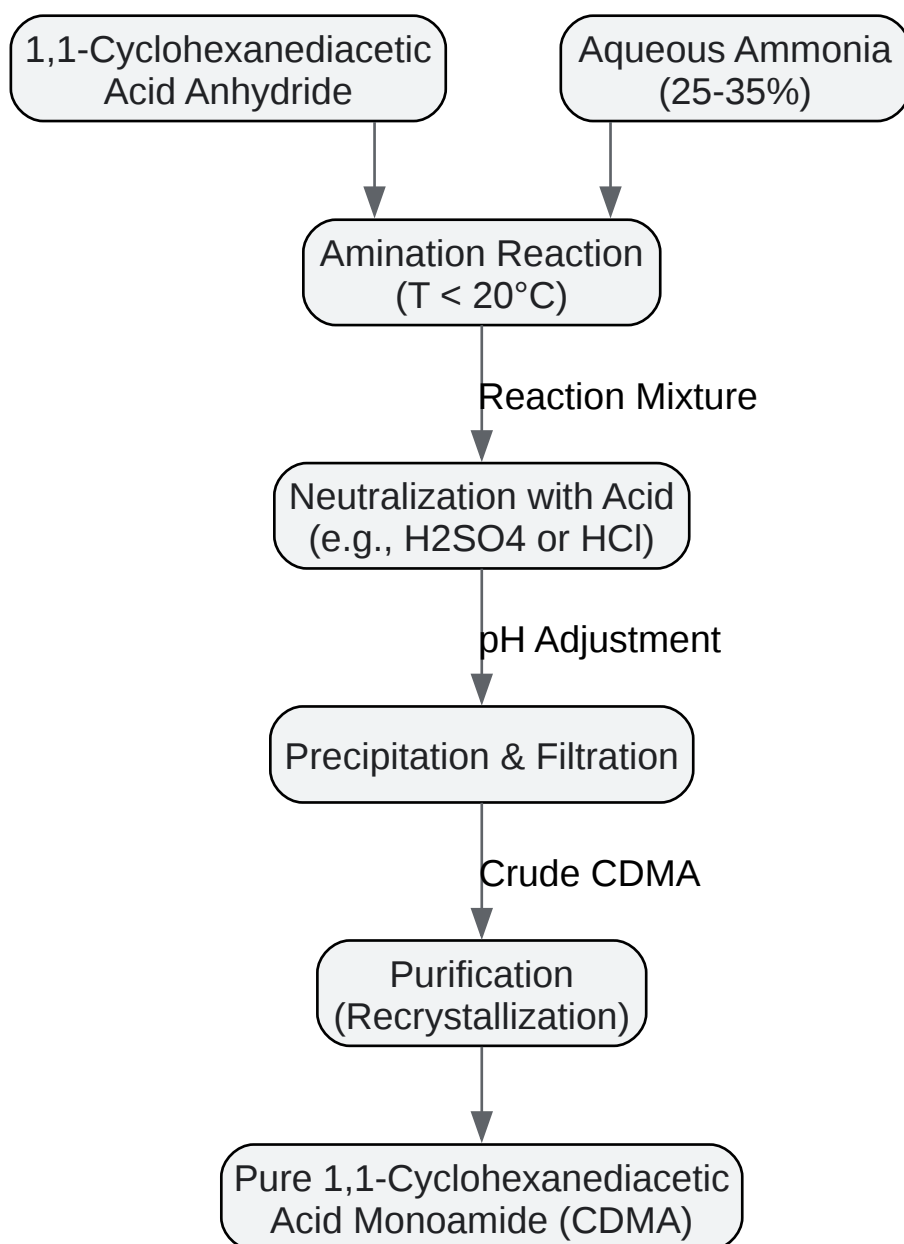 1,1-Cyclohexanediacetic
Acid Anhydride
Aqueous Ammonia
(25-35%)
Amination Reaction
(T < 20°C)
Reaction Mixture
Neutralization with Acid
(e.g., H2SO4 or HCl)
pH Adjustment
Precipitation & Filtration
Crude CDMA
Purification
(Recrystallization)
Pure 1,1-Cyclohexanediacetic
Acid Monoamide (CDMA)